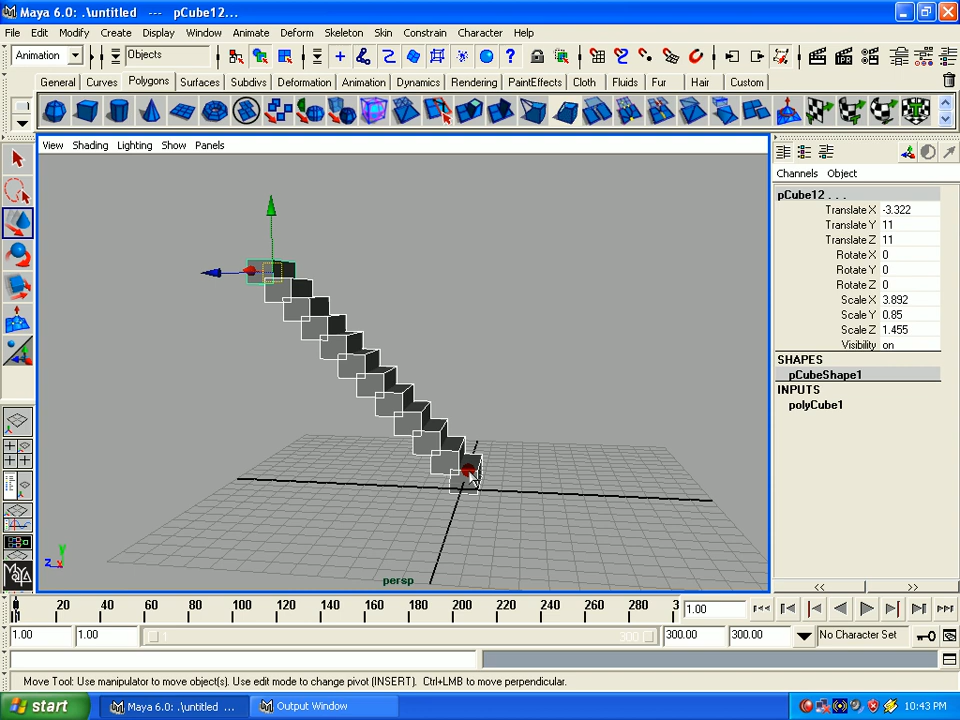 Maya 6.0: .\untitled --- pCube12...
File Edit Modify Create Display Window Animate Deform Skeleton Skin Constrain Character Help
Animation Objects
General Curves Polygons Surfaces Subdivs Deformation Animation Dynamics Rendering PaintEffects Cloth Fluids Fur Hair Custom
View Shading Lighting Show Panels
Channels Object
pCube12 . . .
Translate X -3.322
Translate Y 11
Translate Z 11
Rotate X 0
Rotate Y 0
Rotate Z 0
Scale X 3.892
Scale Y 0.85
Scale Z 1.455
Visibility on
SHAPES
pCubeShape1
INPUTS
polyCube1
y
z x
persp
<< >>
20 40 60 80 100 120 140 160 180 200 220 240 260 280 3
1.00
1.00 1.00 1 300 300.00 300.00 No Character Set
Move Tool: Use manipulator to move object(s). Use edit mode to change pivot (INSERT). Ctrl+LMB to move perpendicular.
start Maya 6.0: .\untitled ... Output Window 10:43 PM